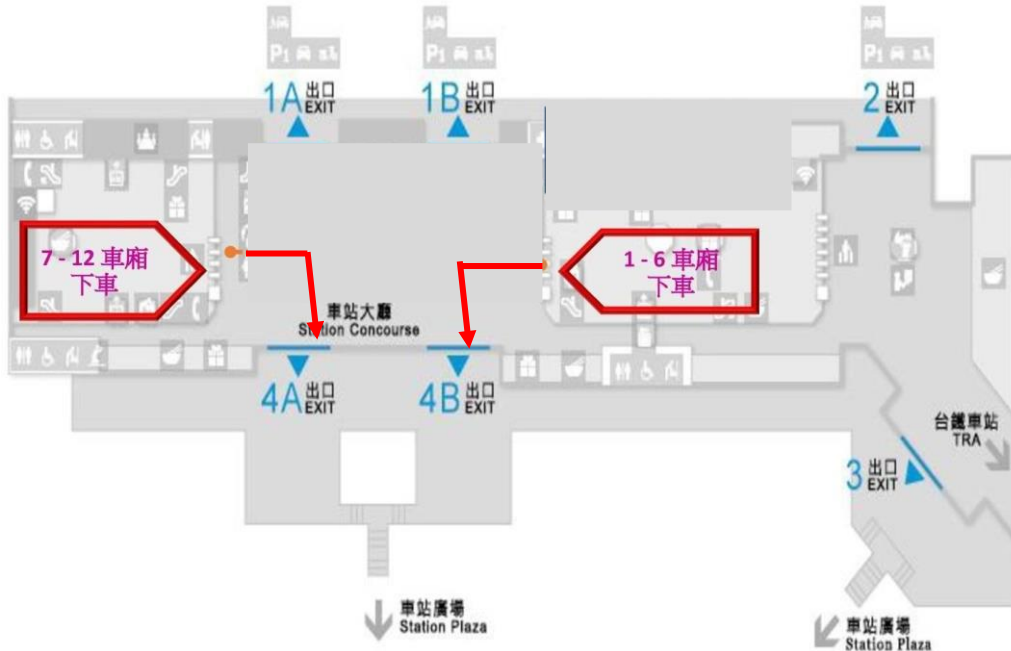 P1
P1
P1
1A 出口 EXIT
1B 出口 EXIT
2 出口 EXIT
7 - 12 車廂
下車
1 - 6 車廂
下車
車站大廳
Station Concourse
4A 出口 EXIT
4B 出口 EXIT
台鐵車站
TRA
3 出口 EXIT
車站廣場
Station Plaza
車站廣場
Station Plaza